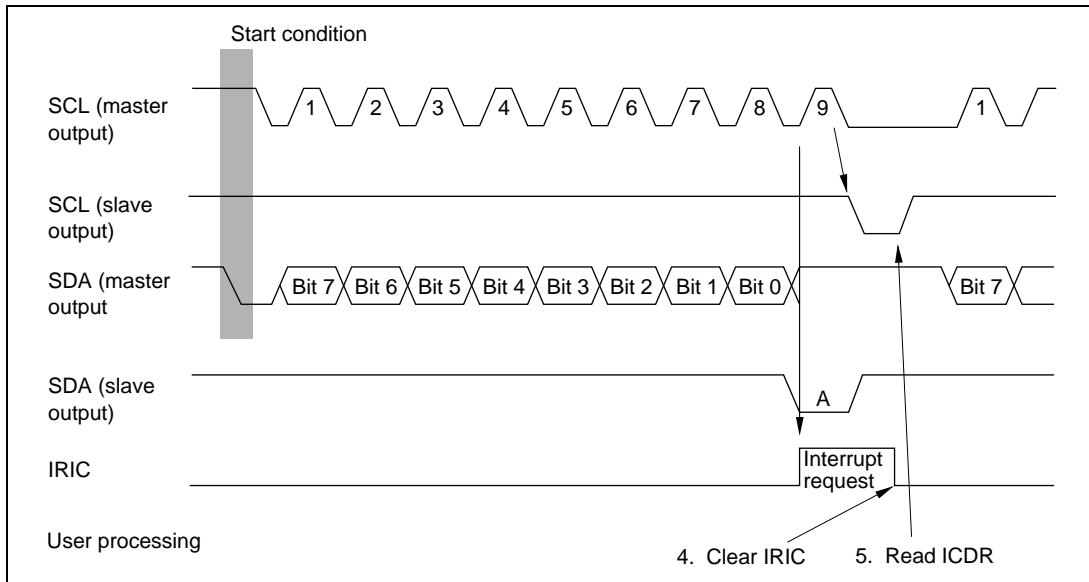 Start condition
SCL (master
output)
1 2 3 4 5 6 7 8 9 1
SCL (slave
output)
SDA (master
output
Bit 7 Bit 6 Bit 5 Bit 4 Bit 3 Bit 2 Bit 1 Bit 0 Bit 7
SDA (slave
output)
A
IRIC
Interrupt
request
User processing
4. Clear IRIC 5. Read ICDR